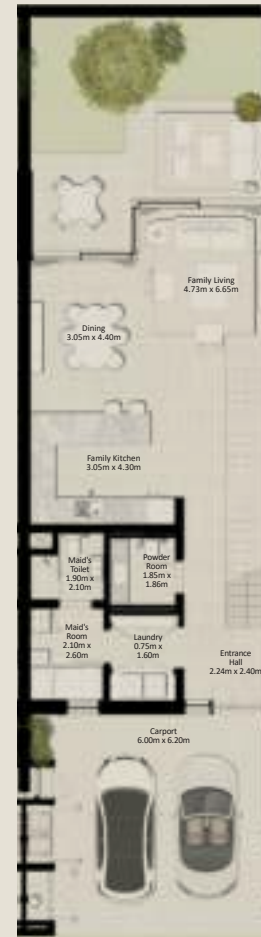 Family Living
4.73m x 6.65m
Dining
3.05m x 4.40m
Family Kitchen
3.05m x 4.30m
Maid's
Toilet
1.90m x
2.10m
Powder
Room
1.85m x
1.86m
Maid's
Room
2.10m x
2.60m
Laundry
0.75m x
1.60m
Entrance
Hall
2.24m x 2.40m
Carport
6.00m x 6.20m